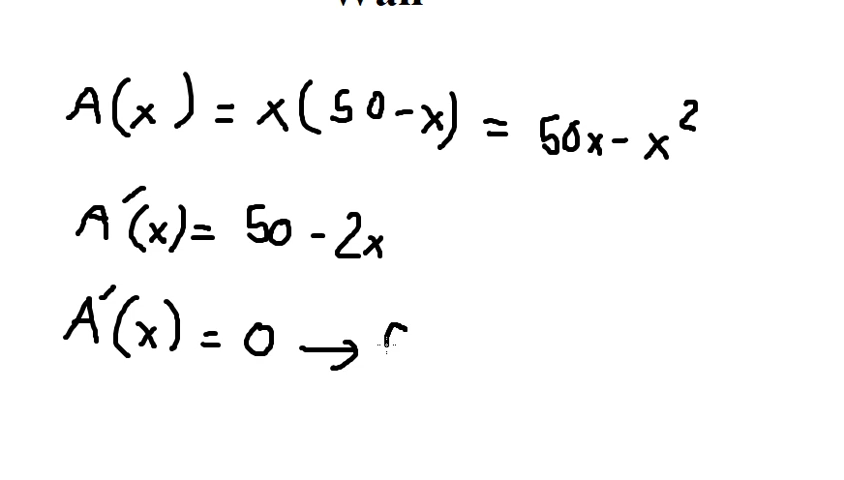 A(x) = x(50-x) = 50x - x²
A´(x) = 50 - 2x
A´(x) = 0 →